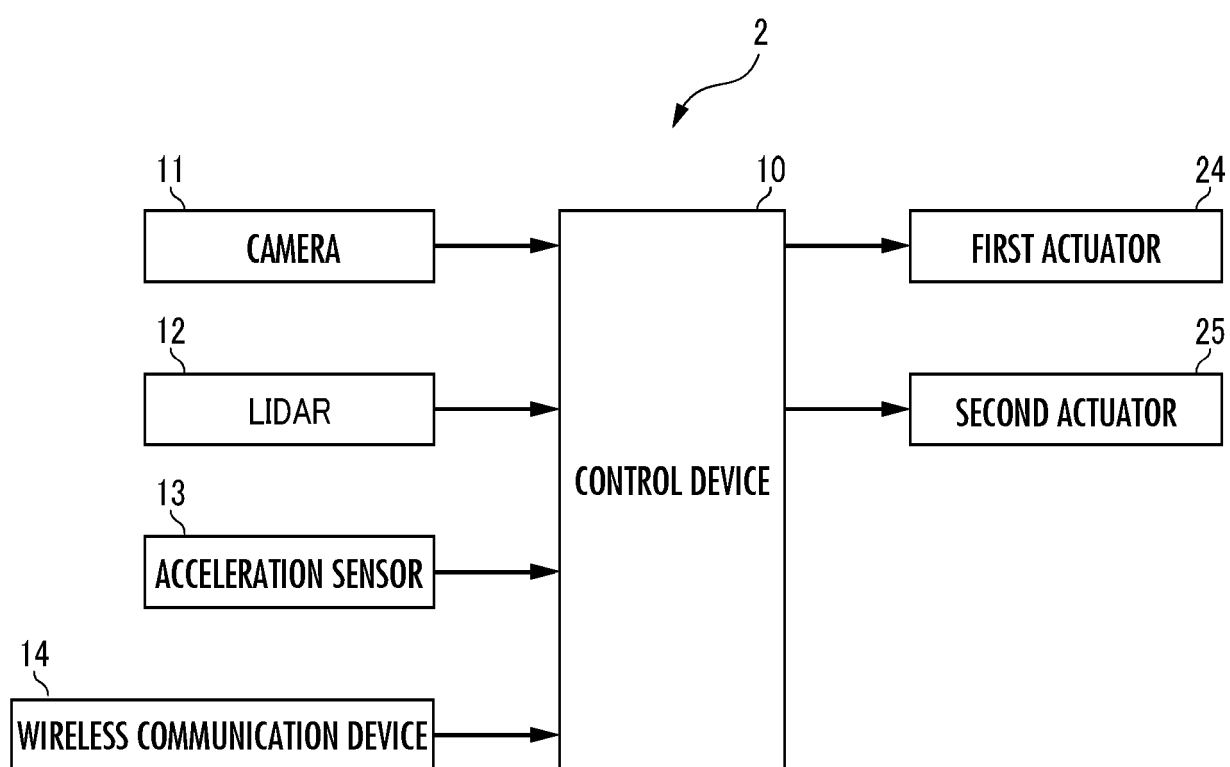 2
11
10
24
CAMERA
FIRST ACTUATOR
12
25
LIDAR
SECOND ACTUATOR
CONTROL DEVICE
13
ACCELERATION SENSOR
14
WIRELESS COMMUNICATION DEVICE